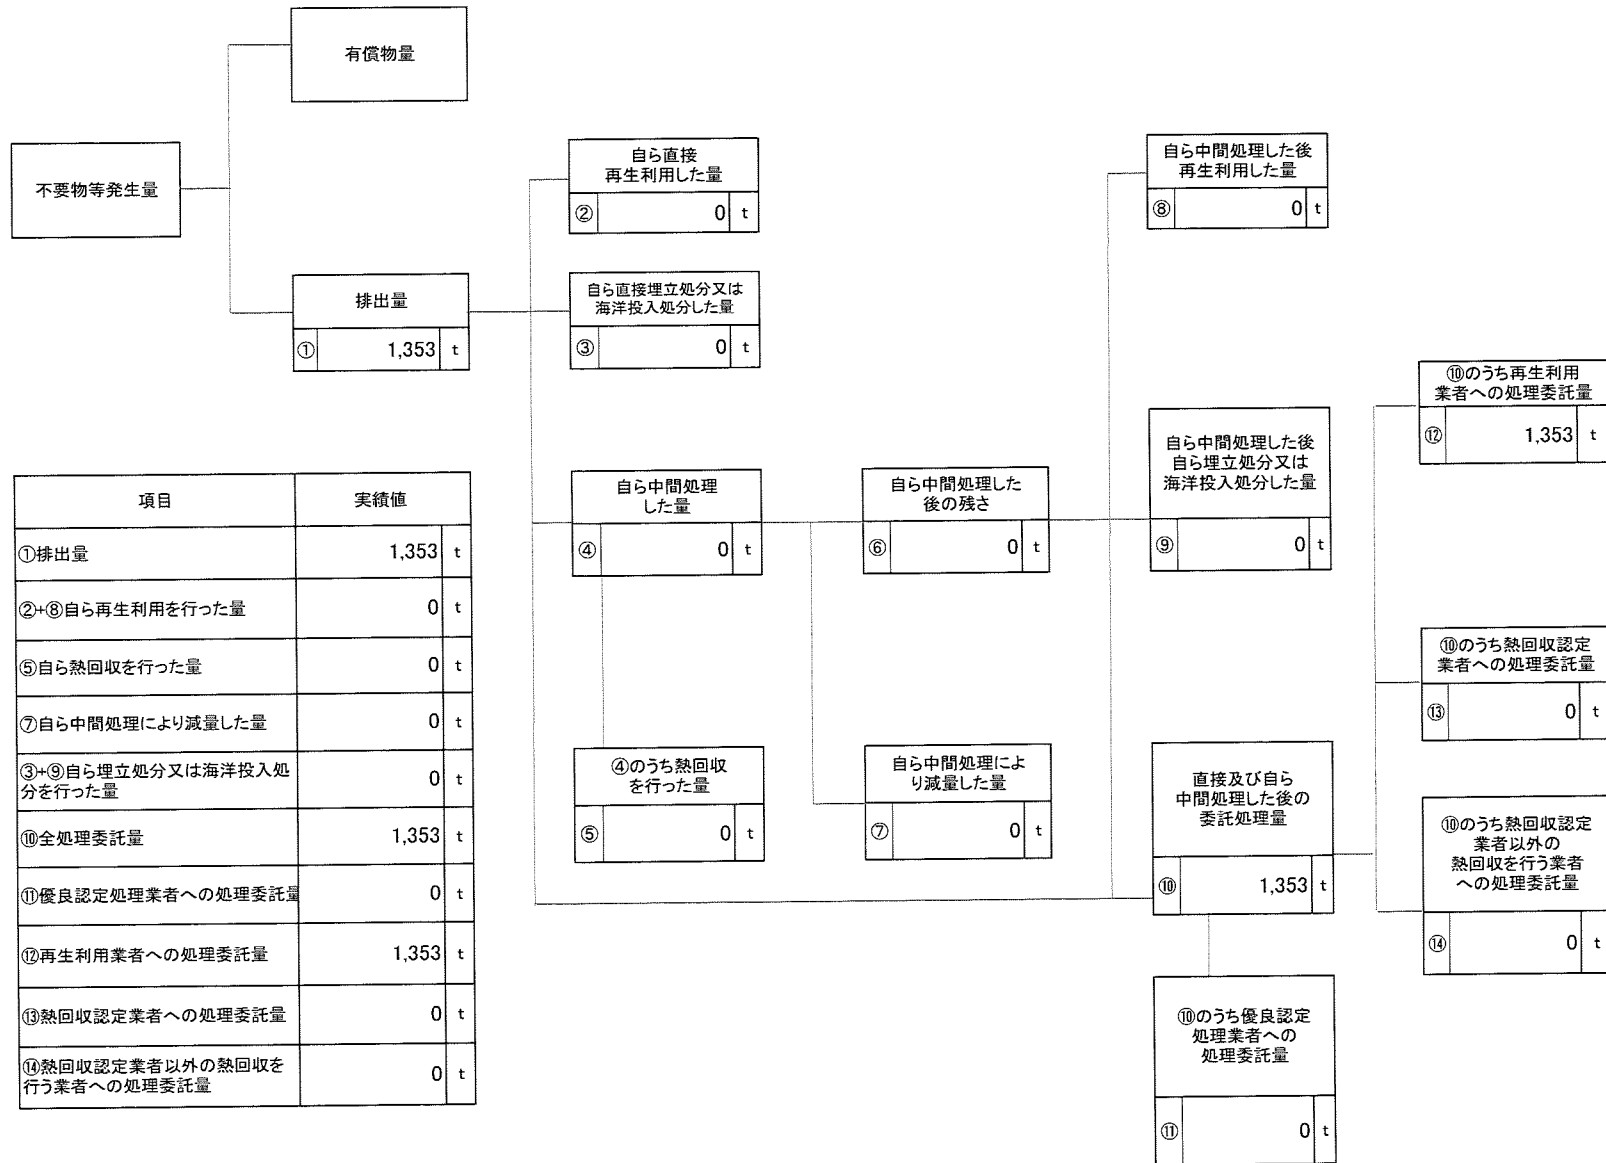 有償物量
不要物等発生量
排出量
① 1,353 t
自ら直接
再生利用した量
② 0 t
自ら直接埋立処分又は
海洋投入処分した量
③ 0 t
自ら中間処理
した量
④ 0 t
④のうち熱回収
を行った量
⑤ 0 t
自ら中間処理した
後の残さ
⑥ 0 t
自ら中間処理によ
り減量した量
⑦ 0 t
自ら中間処理した後
再生利用した量
⑧ 0 t
自ら中間処理した後
自ら埋立処分又は
海洋投入処分した量
⑨ 0 t
直接及び自ら
中間処理した後の
委託処理量
⑩ 1,353 t
⑩のうち優良認定
処理業者への
処理委託量
⑪ 0 t
⑩のうち再生利用
業者への処理委託量
⑫ 1,353 t
⑩のうち熱回収認定
業者への処理委託量
⑬ 0 t
⑩のうち熱回収認定
業者以外の
熱回収を行う業者
への処理委託量
⑭ 0 t
項目 実績値
①排出量 1,353 t
②+⑧自ら再生利用を行った量 0 t
⑤自ら熱回収を行った量 0 t
⑦自ら中間処理により減量した量 0 t
③+⑨自ら埋立処分又は海洋投入処
分を行った量 0 t
⑩全処理委託量 1,353 t
⑪優良認定処理業者への処理委託量 0 t
⑫再生利用業者への処理委託量 1,353 t
⑬熱回収認定業者への処理委託量 0 t
⑭熱回収認定業者以外の熱回収を
行う業者への処理委託量 0 t